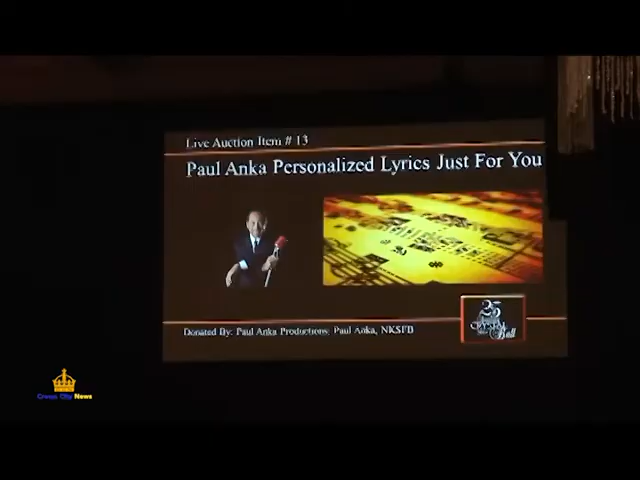 Live Auction Item # 13
Paul Anka Personalized Lyrics Just For You
Donated By: Paul Anka Productions: Paul Anka, NKSFB
25
CRYSTAL
Ball
Crown City News